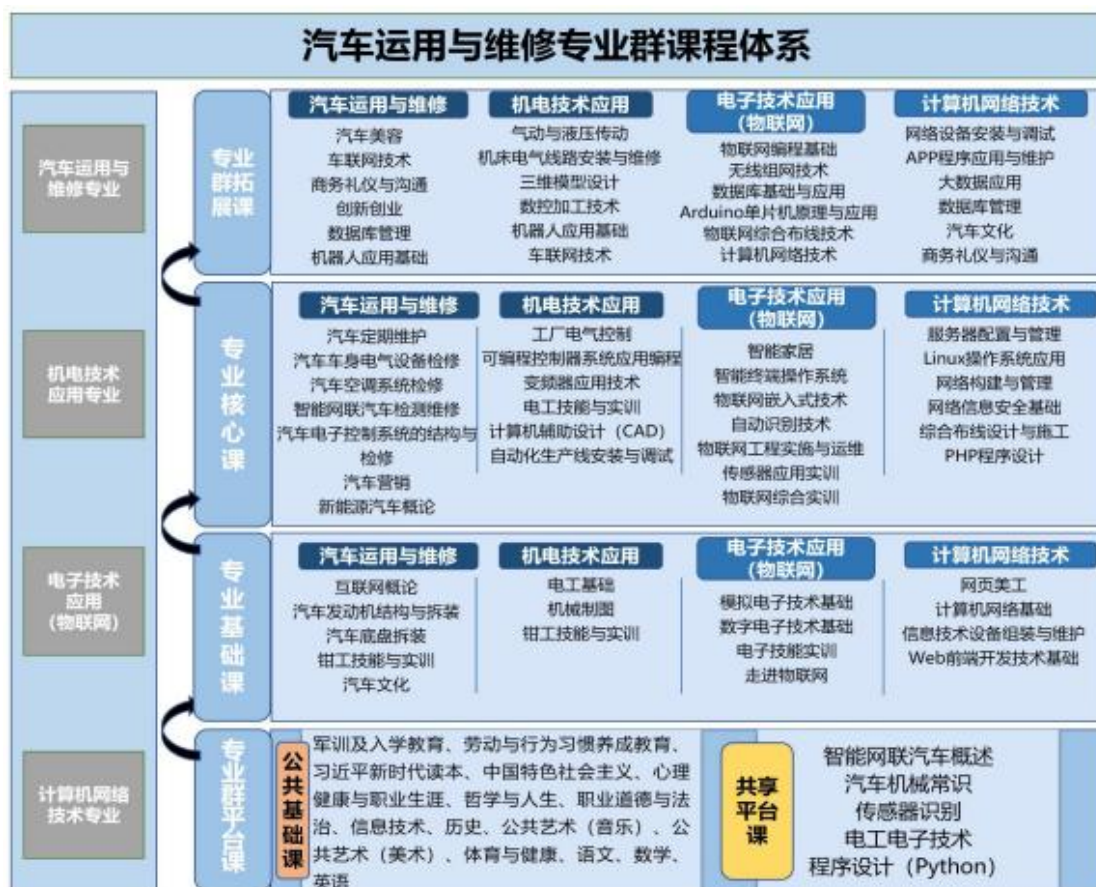 汽车运用与维修专业群课程体系
汽车运用与
维修专业
机电技术
应用专业
电子技术
应用
(物联网)
计算机网络
技术专业
专业
群拓
展课
汽车运用与维修
汽车美容
车联网技术
商务礼仪与沟通
创新创业
数据库管理
机器人应用基础
机电技术应用
气动与液压传动
机床电气线路安装与维修
三维模型设计
数控加工技术
机器人应用基础
车联网技术
电子技术应用
(物联网)
物联网编程基础
无线组网技术
数据库基础与应用
Arduino单片机原理与应用
物联网综合布线技术
计算机网络技术
计算机网络技术
网络设备安装与调试
APP程序应用与维护
大数据应用
数据库管理
汽车文化
商务礼仪与沟通
专业核心课
汽车运用与维修
汽车定期维护
汽车车身电气设备检修
汽车空调系统检修
智能网联汽车检测维修
汽车电子控制系统的结构与
检修
汽车营销
新能源汽车概论
机电技术应用
工厂电气控制
可编程控制器系统应用编程
变频器应用技术
电工技能与实训
计算机辅助设计（CAD）
自动化生产线安装与调试
电子技术应用
(物联网)
智能家居
智能终端操作系统
物联网嵌入式技术
自动识别技术
物联网工程实施与运维
传感器应用实训
物联网综合实训
计算机网络技术
服务器配置与管理
Linux操作系统应用
网络构建与管理
网络信息安全基础
综合布线设计与施工
PHP程序设计
专业基础课
汽车运用与维修
互联网概论
汽车发动机结构与拆装
汽车底盘拆装
钳工技能与实训
汽车文化
机电技术应用
电工基础
机械制图
钳工技能与实训
电子技术应用
(物联网)
模拟电子技术基础
数字电子技术基础
电子技能实训
走进物联网
计算机网络技术
网页美工
计算机网络基础
信息技术设备组装与维护
Web前端开发技术基础
专业群平台课
公共基础课
军训及入学教育、劳动与行为习惯养成教育、
习近平新时代读本、中国特色社会主义、心理
健康与职业生涯、哲学与人生、职业道德与法
治、信息技术、历史、公共艺术（音乐）、公
共艺术（美术）、体育与健康、语文、数学、
英语
共享
平台
课
智能网联汽车概述
汽车机械常识
传感器识别
电工电子技术
程序设计（Python）